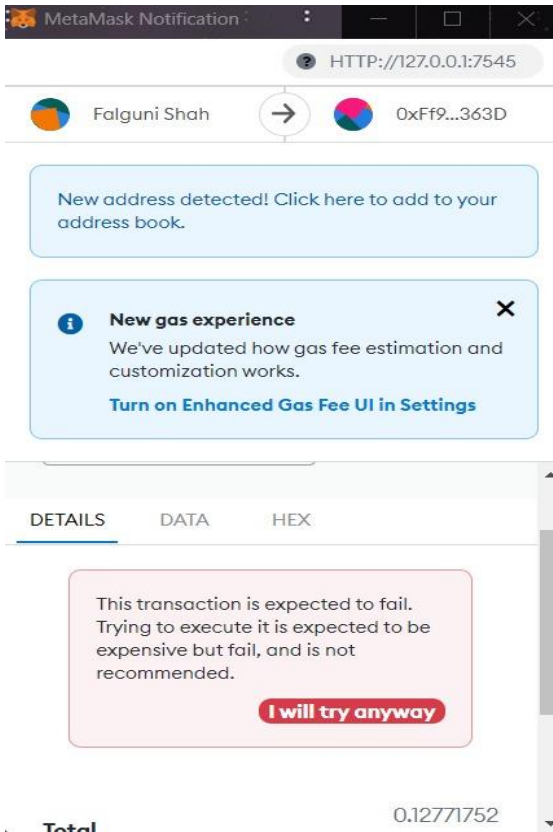 MetaMask Notification
HTTP://127.0.0.1:7545
Falguni Shah
0xFf9...363D
New address detected! Click here to add to your
address book.
New gas experience
We've updated how gas fee estimation and
customization works.
Turn on Enhanced Gas Fee UI in Settings
DETAILS DATA HEX
This transaction is expected to fail.
Trying to execute it is expected to be
expensive but fail, and is not
recommended.
I will try anyway
0.12771752
Total